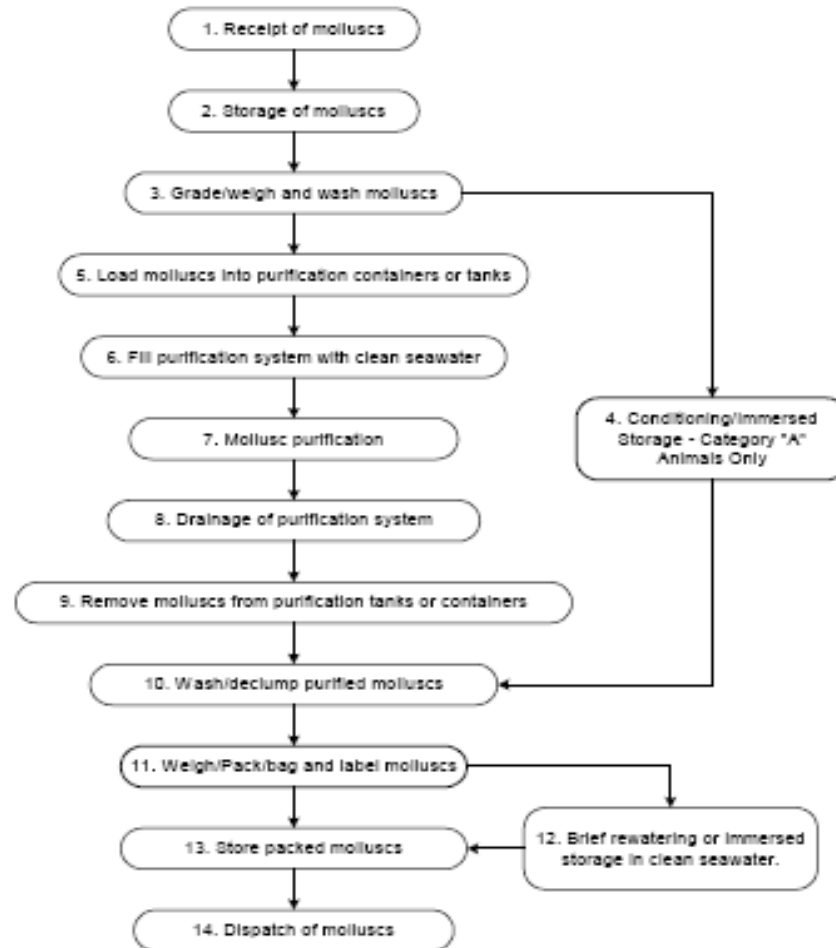 1. Receipt of molluscs
2. Storage of molluscs
3. Grade/weigh and wash molluscs
5. Load molluscs into purification containers or tanks
6. Fill purification system with clean seawater
4. Conditioning/Immersed
Storage - Category "A"
Animals Only
7. Mollusc purification
8. Drainage of purification system
9. Remove molluscs from purification tanks or containers
10. Wash/declump purified molluscs
11. Weigh/Pack/bag and label molluscs
12. Brief rewatering or immersed
storage in clean seawater.
13. Store packed molluscs
14. Dispatch of molluscs